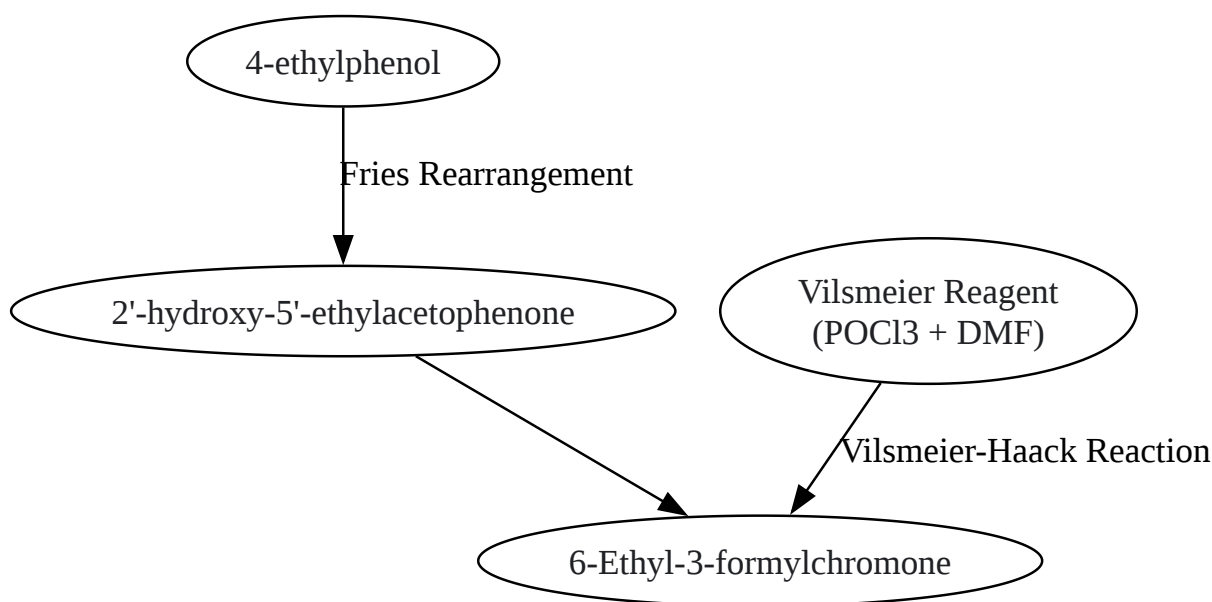 4-ethylphenol
Fries Rearrangement
2'-hydroxy-5'-ethylacetophenone
Vilsmeier Reagent
(POCl3 + DMF)
Vilsmeier-Haack Reaction
6-Ethyl-3-formylchromone